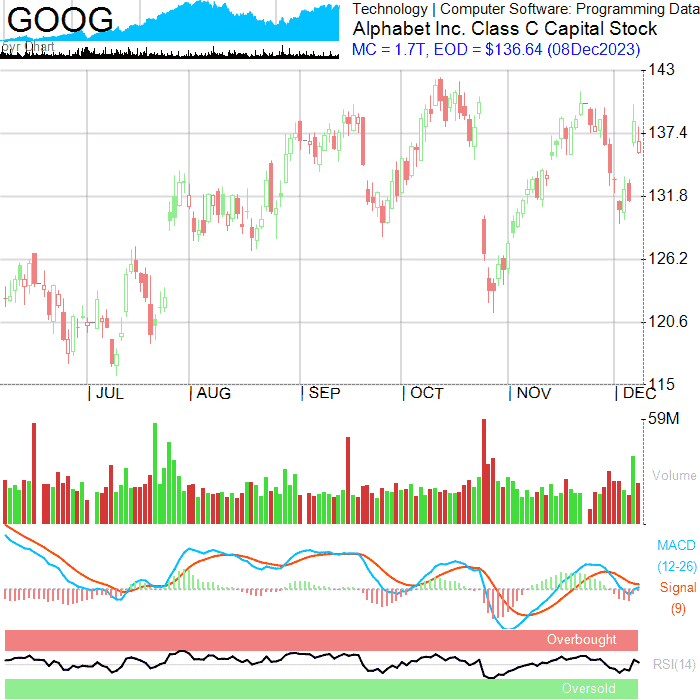 GOOG
5yr Chart
Technology | Computer Software: Programming Data
Alphabet Inc. Class C Capital Stock
MC = 1.7T, EOD = $136.64 (08Dec2023)
143
137.4
131.8
126.2
120.6
115
JUL AUG SEP OCT NOV DEC
59M
Volume
MACD
(12-26)
Signal
(9)
Overbought
RSI(14)
Oversold